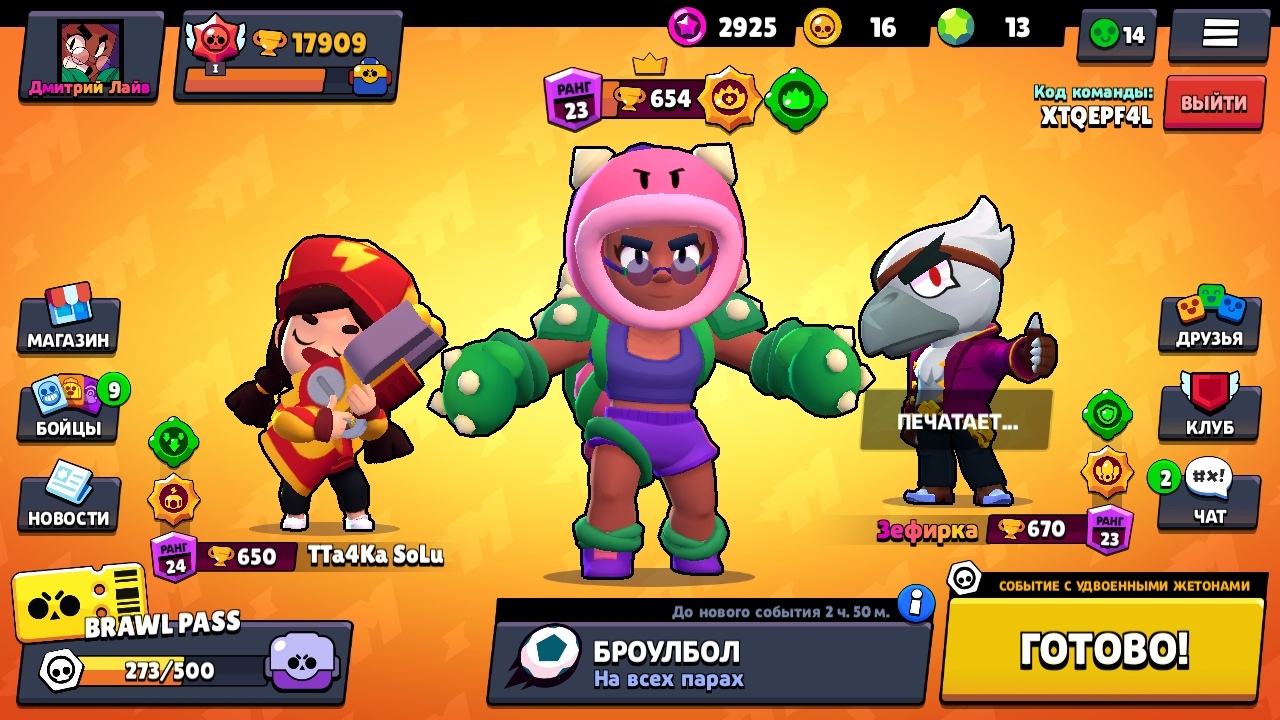 Дмитрий Лайв
I
17909
2925
16
13
14
РАНГ
23
654
Код команды:
XTQEPF4L
ВЫЙТИ
МАГАЗИН
9
БОЙЦЫ
НОВОСТИ
ПЕЧАТАЕТ...
ДРУЗЬЯ
КЛУБ
2
#x!
ЧАТ
РАНГ
24
650
TTa4Ka SoLu
Зефирка
670
РАНГ
23
BRAWL PASS
273/500
До нового события 2 ч. 50 м.
i
БРОУЛБОЛ
На всех парах
СОБЫТИЕ С УДВОЕННЫМИ ЖЕТОНАМИ
ГОТОВО!